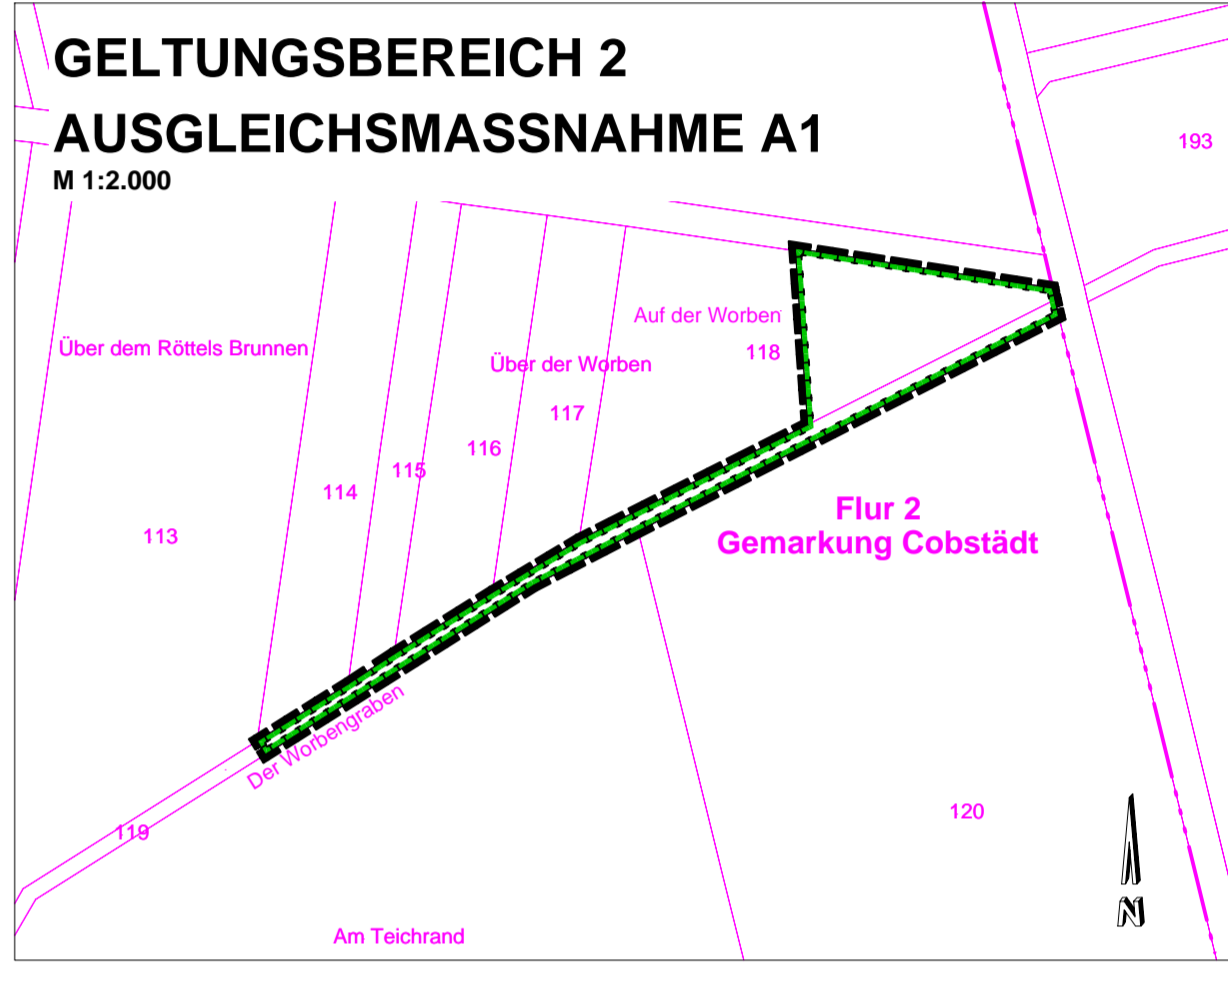 GELTUNGSBEREICH 2
AUSGLEICHSMASSNAHME A1
M 1:2.000
193
Auf der Worben
118
Über dem Röttels Brunnen
Über der Worben
117
116
115
114
113
Flur 2
Gemarkung Cobstädt
Der Worbengraben
119
120
Am Teichrand
N